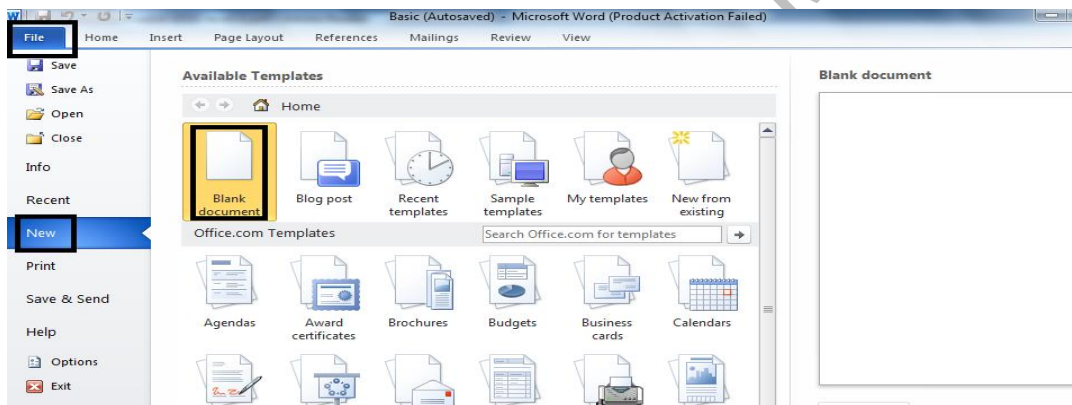 Basic (Autosaved) - Microsoft Word (Product Activation Failed)
File Home Insert Page Layout References Mailings Review View
Save
Save As
Open
Close
Info
Recent
New
Print
Save & Send
Help
Options
Exit
Available Templates
Home
Blank document
Blog post
Recent templates
Sample templates
My templates
New from existing
Office.com Templates
Search Office.com for templates
Agendas
Award certificates
Brochures
Budgets
Business cards
Calendars
Blank document